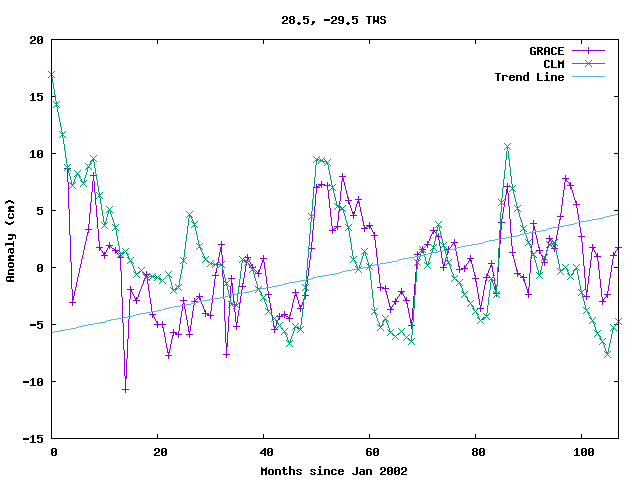 28.5, -29.5 TWS
GRACE
CLM
Trend Line
20
15
10
5
0
-5
-10
-15
Anomaly (cm)
0 20 40 60 80 100
Months since Jan 2002